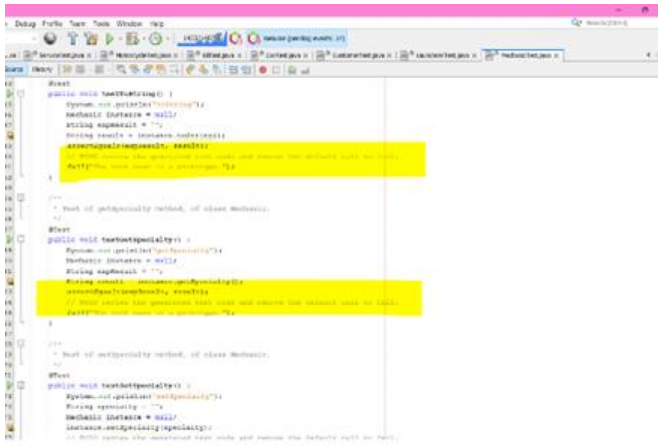 Debug Profile Team Tools Window Help
Source History
@Test
public void testToString() {
System.out.println("toString");
Mechanic instance = null;
String expResult = "";
String result = instance.toString();
assertEquals(expResult, result);
// TODO review the generated test code and remove the default call to fail.
fail("The test case is a prototype.");
}
/**
* Test of getSpecialty method, of class Mechanic.
*/
@Test
public void testGetSpecialty() {
System.out.println("getSpecialty");
Mechanic instance = null;
String expResult = "";
String result = instance.getSpecialty();
assertEquals(expResult, result);
// TODO review the generated test code and remove the default call to fail.
fail("The test case is a prototype.");
}
/**
* Test of setSpecialty method, of class Mechanic.
*/
@Test
public void testSetSpecialty() {
System.out.println("setSpecialty");
String specialty = "";
Mechanic instance = null;
instance.setSpecialty(specialty);
// TODO review the generated test code and remove the default call to fail.